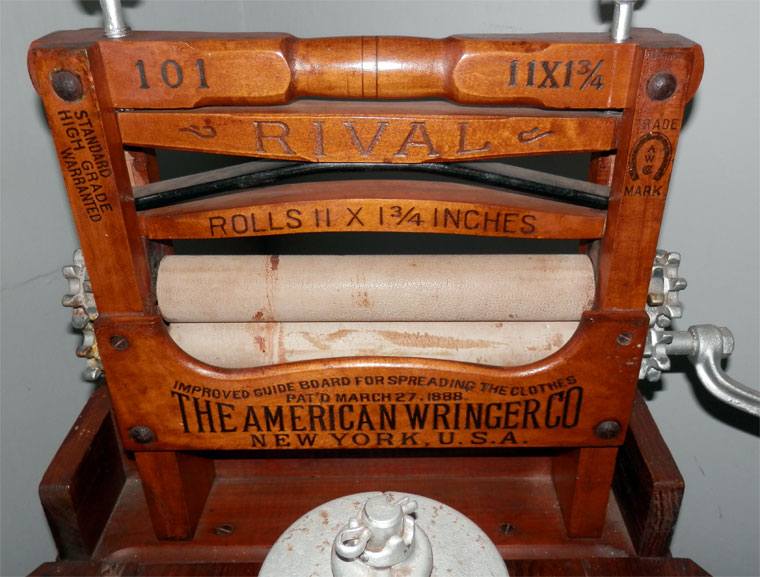 101
11X1¾
RIVAL
STANDARD
HIGH GRADE
WARRANTED
TRADE
AWCº
MARK
ROLLS 11 X 1¾ INCHES
IMPROVED GUIDE BOARD FOR SPREADING THE CLOTHES
PAT'D MARCH 27, 1888.
THE AMERICAN WRINGER CO
NEW YORK, U.S.A.